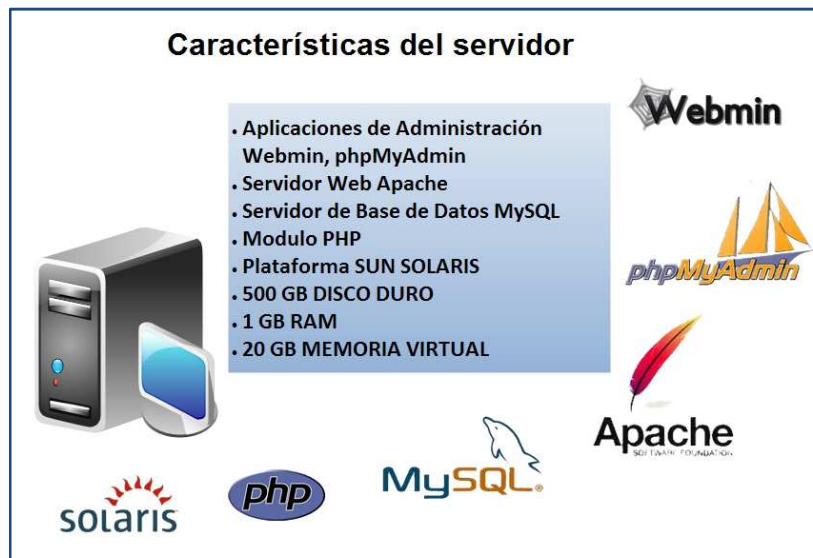 Características del servidor
Webmin
• Aplicaciones de Administración
Webmin, phpMyAdmin
• Servidor Web Apache
• Servidor de Base de Datos MySQL
• Modulo PHP
• Plataforma SUN SOLARIS
• 500 GB DISCO DURO
• 1 GB RAM
• 20 GB MEMORIA VIRTUAL
phpMyAdmin
Apache
SOFTWARE FOUNDATION
MySQL®
php
solaris